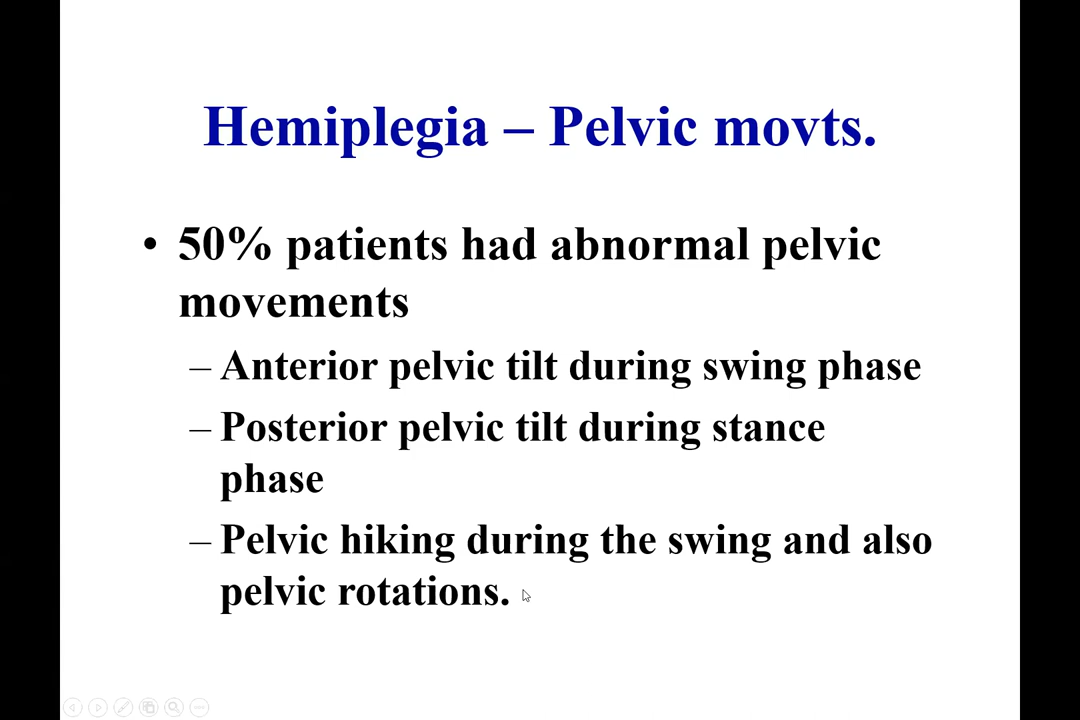 Hemiplegia – Pelvic movts.
• 50% patients had abnormal pelvic
movements
– Anterior pelvic tilt during swing phase
– Posterior pelvic tilt during stance
phase
– Pelvic hiking during the swing and also
pelvic rotations.